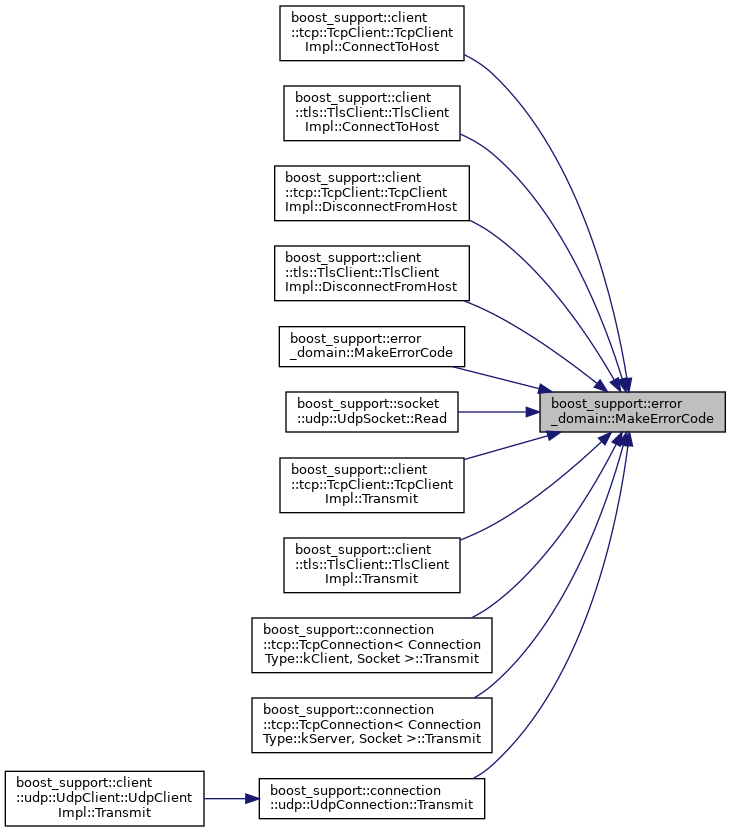 boost_support::client
::tcp::TcpClient::TcpClient
Impl::ConnectToHost
boost_support::client
::tls::TlsClient::TlsClient
Impl::ConnectToHost
boost_support::client
::tcp::TcpClient::TcpClient
Impl::DisconnectFromHost
boost_support::client
::tls::TlsClient::TlsClient
Impl::DisconnectFromHost
boost_support::error
_domain::MakeErrorCode
boost_support::socket
::udp::UdpSocket::Read
boost_support::error
_domain::MakeErrorCode
boost_support::client
::tcp::TcpClient::TcpClient
Impl::Transmit
boost_support::client
::tls::TlsClient::TlsClient
Impl::Transmit
boost_support::connection
::tcp::TcpConnection< Connection
Type::kClient, Socket >::Transmit
boost_support::connection
::tcp::TcpConnection< Connection
Type::kServer, Socket >::Transmit
boost_support::client
::udp::UdpClient::UdpClient
Impl::Transmit
boost_support::connection
::udp::UdpConnection::Transmit